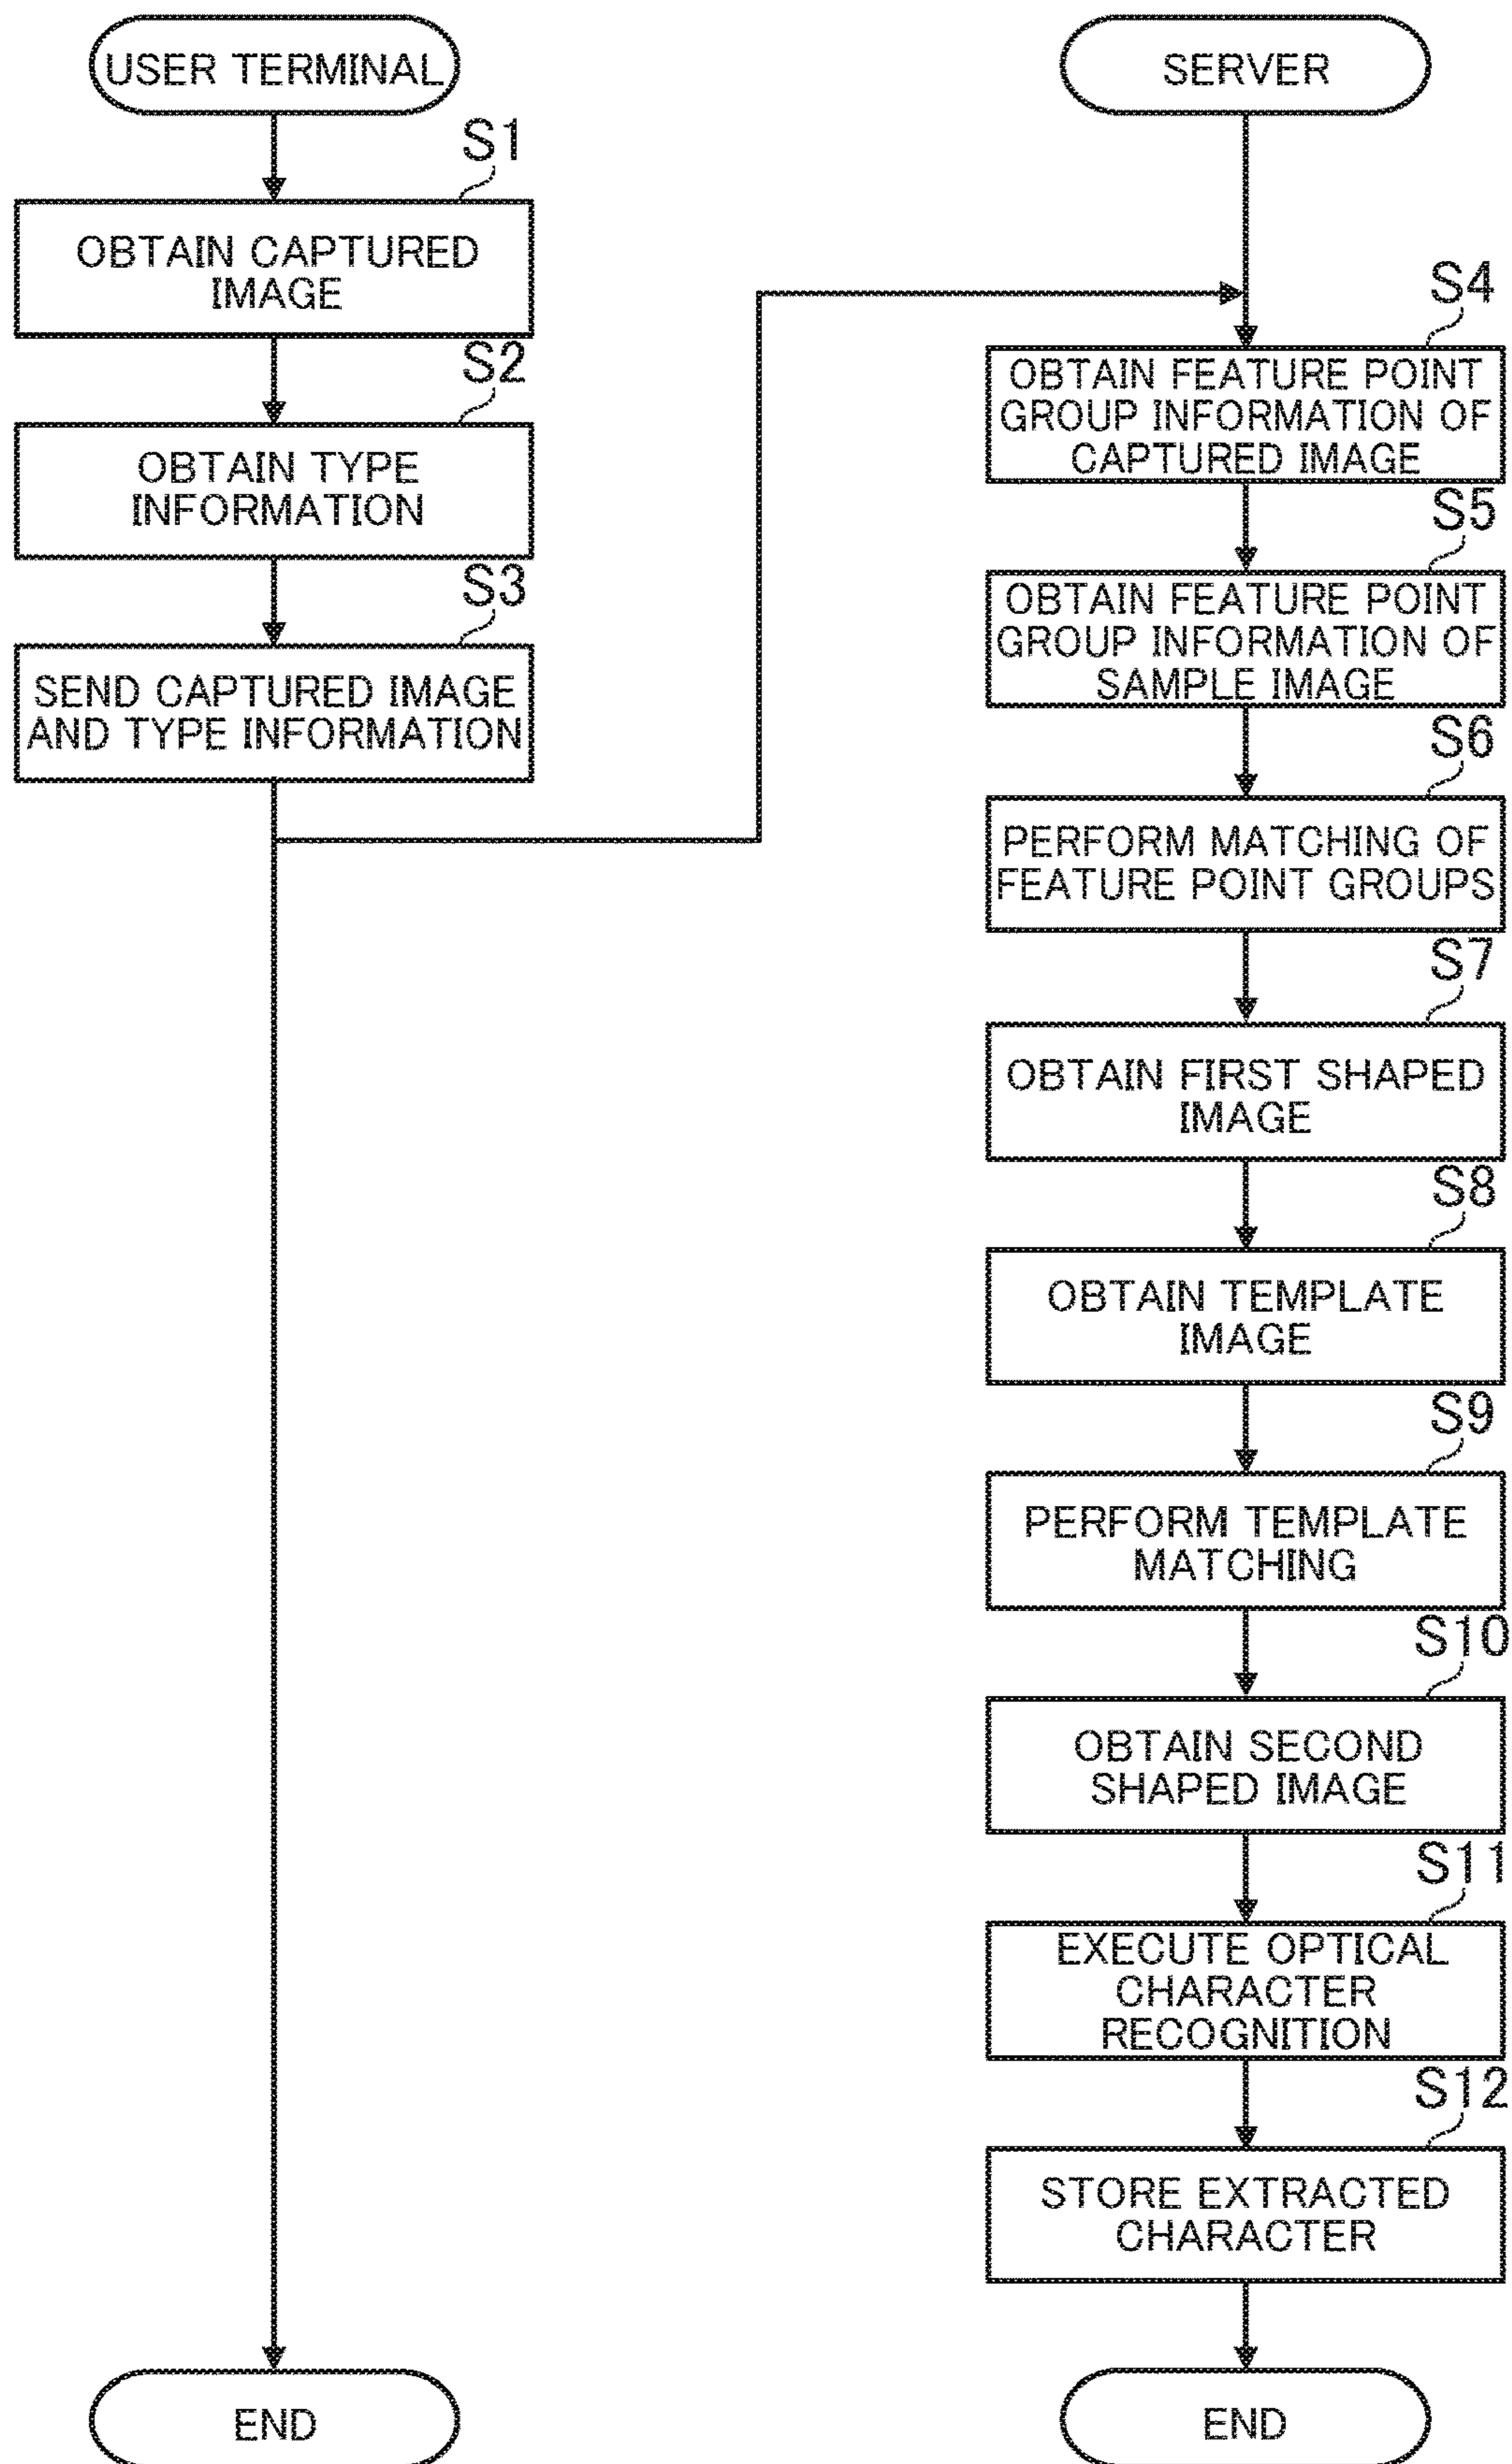 USER TERMINAL
S1
OBTAIN CAPTURED
IMAGE
S2
OBTAIN TYPE
INFORMATION
S3
SEND CAPTURED IMAGE
AND TYPE INFORMATION
END
SERVER
S4
OBTAIN FEATURE POINT
GROUP INFORMATION OF
CAPTURED IMAGE
S5
OBTAIN FEATURE POINT
GROUP INFORMATION OF
SAMPLE IMAGE
S6
PERFORM MATCHING OF
FEATURE POINT GROUPS
S7
OBTAIN FIRST SHAPED
IMAGE
S8
OBTAIN TEMPLATE
IMAGE
S9
PERFORM TEMPLATE
MATCHING
S10
OBTAIN SECOND
SHAPED IMAGE
S11
EXECUTE OPTICAL
CHARACTER
RECOGNITION
S12
STORE EXTRACTED
CHARACTER
END